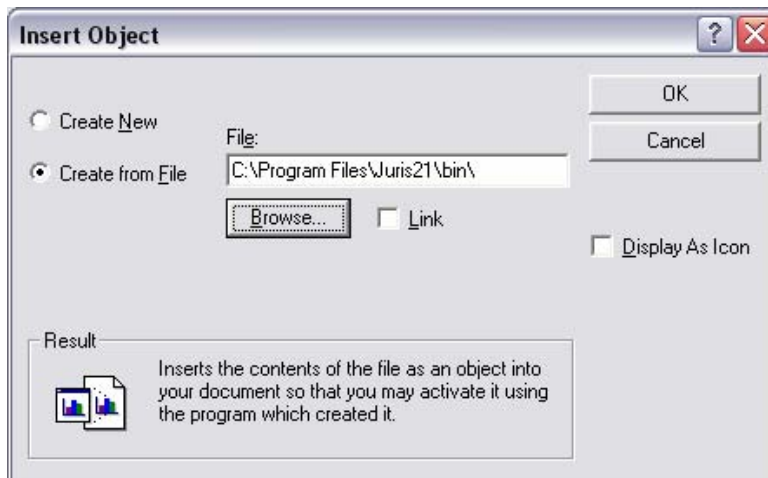 Insert Object
Create New
Create from File
File:
C:\Program Files\Juris21\bin\
Browse...
Link
OK
Cancel
Display As Icon
Result
Inserts the contents of the file as an object into
your document so that you may activate it using
the program which created it.